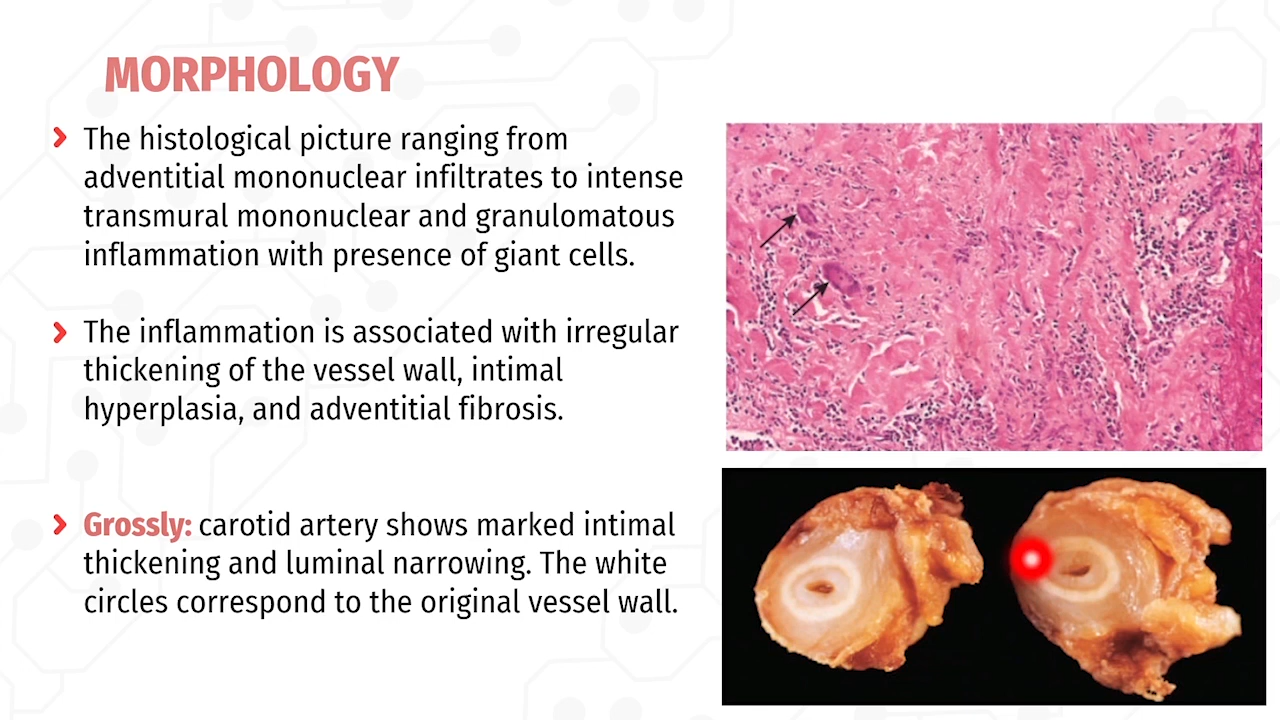 MORPHOLOGY
The histological picture ranging from
adventitial mononuclear infiltrates to intense
transmural mononuclear and granulomatous
inflammation with presence of giant cells.
The inflammation is associated with irregular
thickening of the vessel wall, intimal
hyperplasia, and adventitial fibrosis.
Grossly: carotid artery shows marked intimal
thickening and luminal narrowing. The white
circles correspond to the original vessel wall.